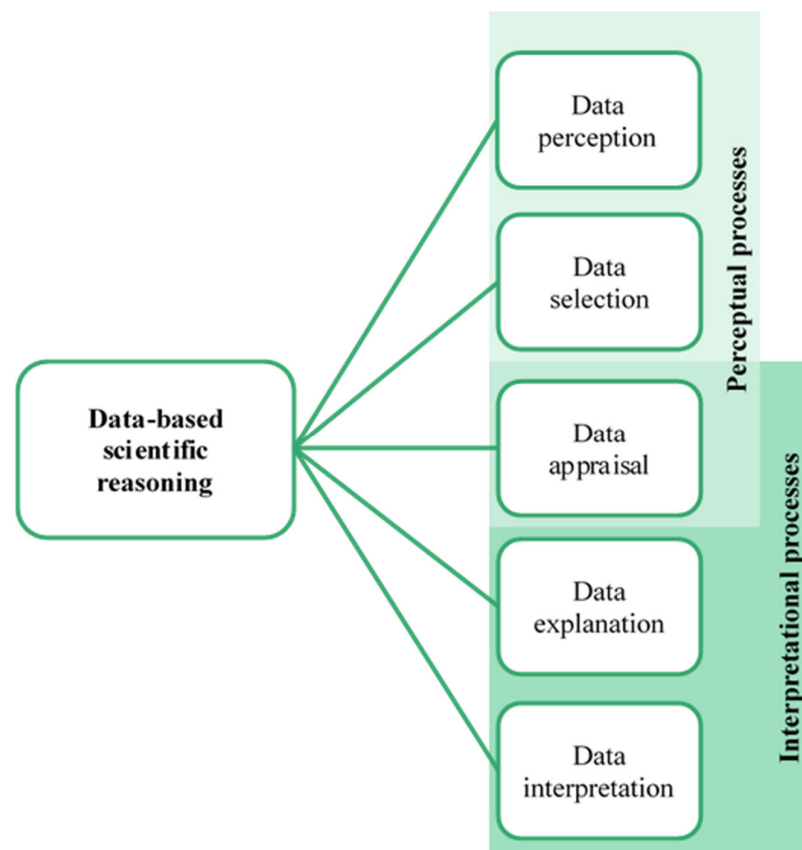 Data
perception
Data
selection
Perceptual processes
Data-based
scientific
reasoning
Data
appraisal
Data
explanation
Interpretational processes
Data
interpretation